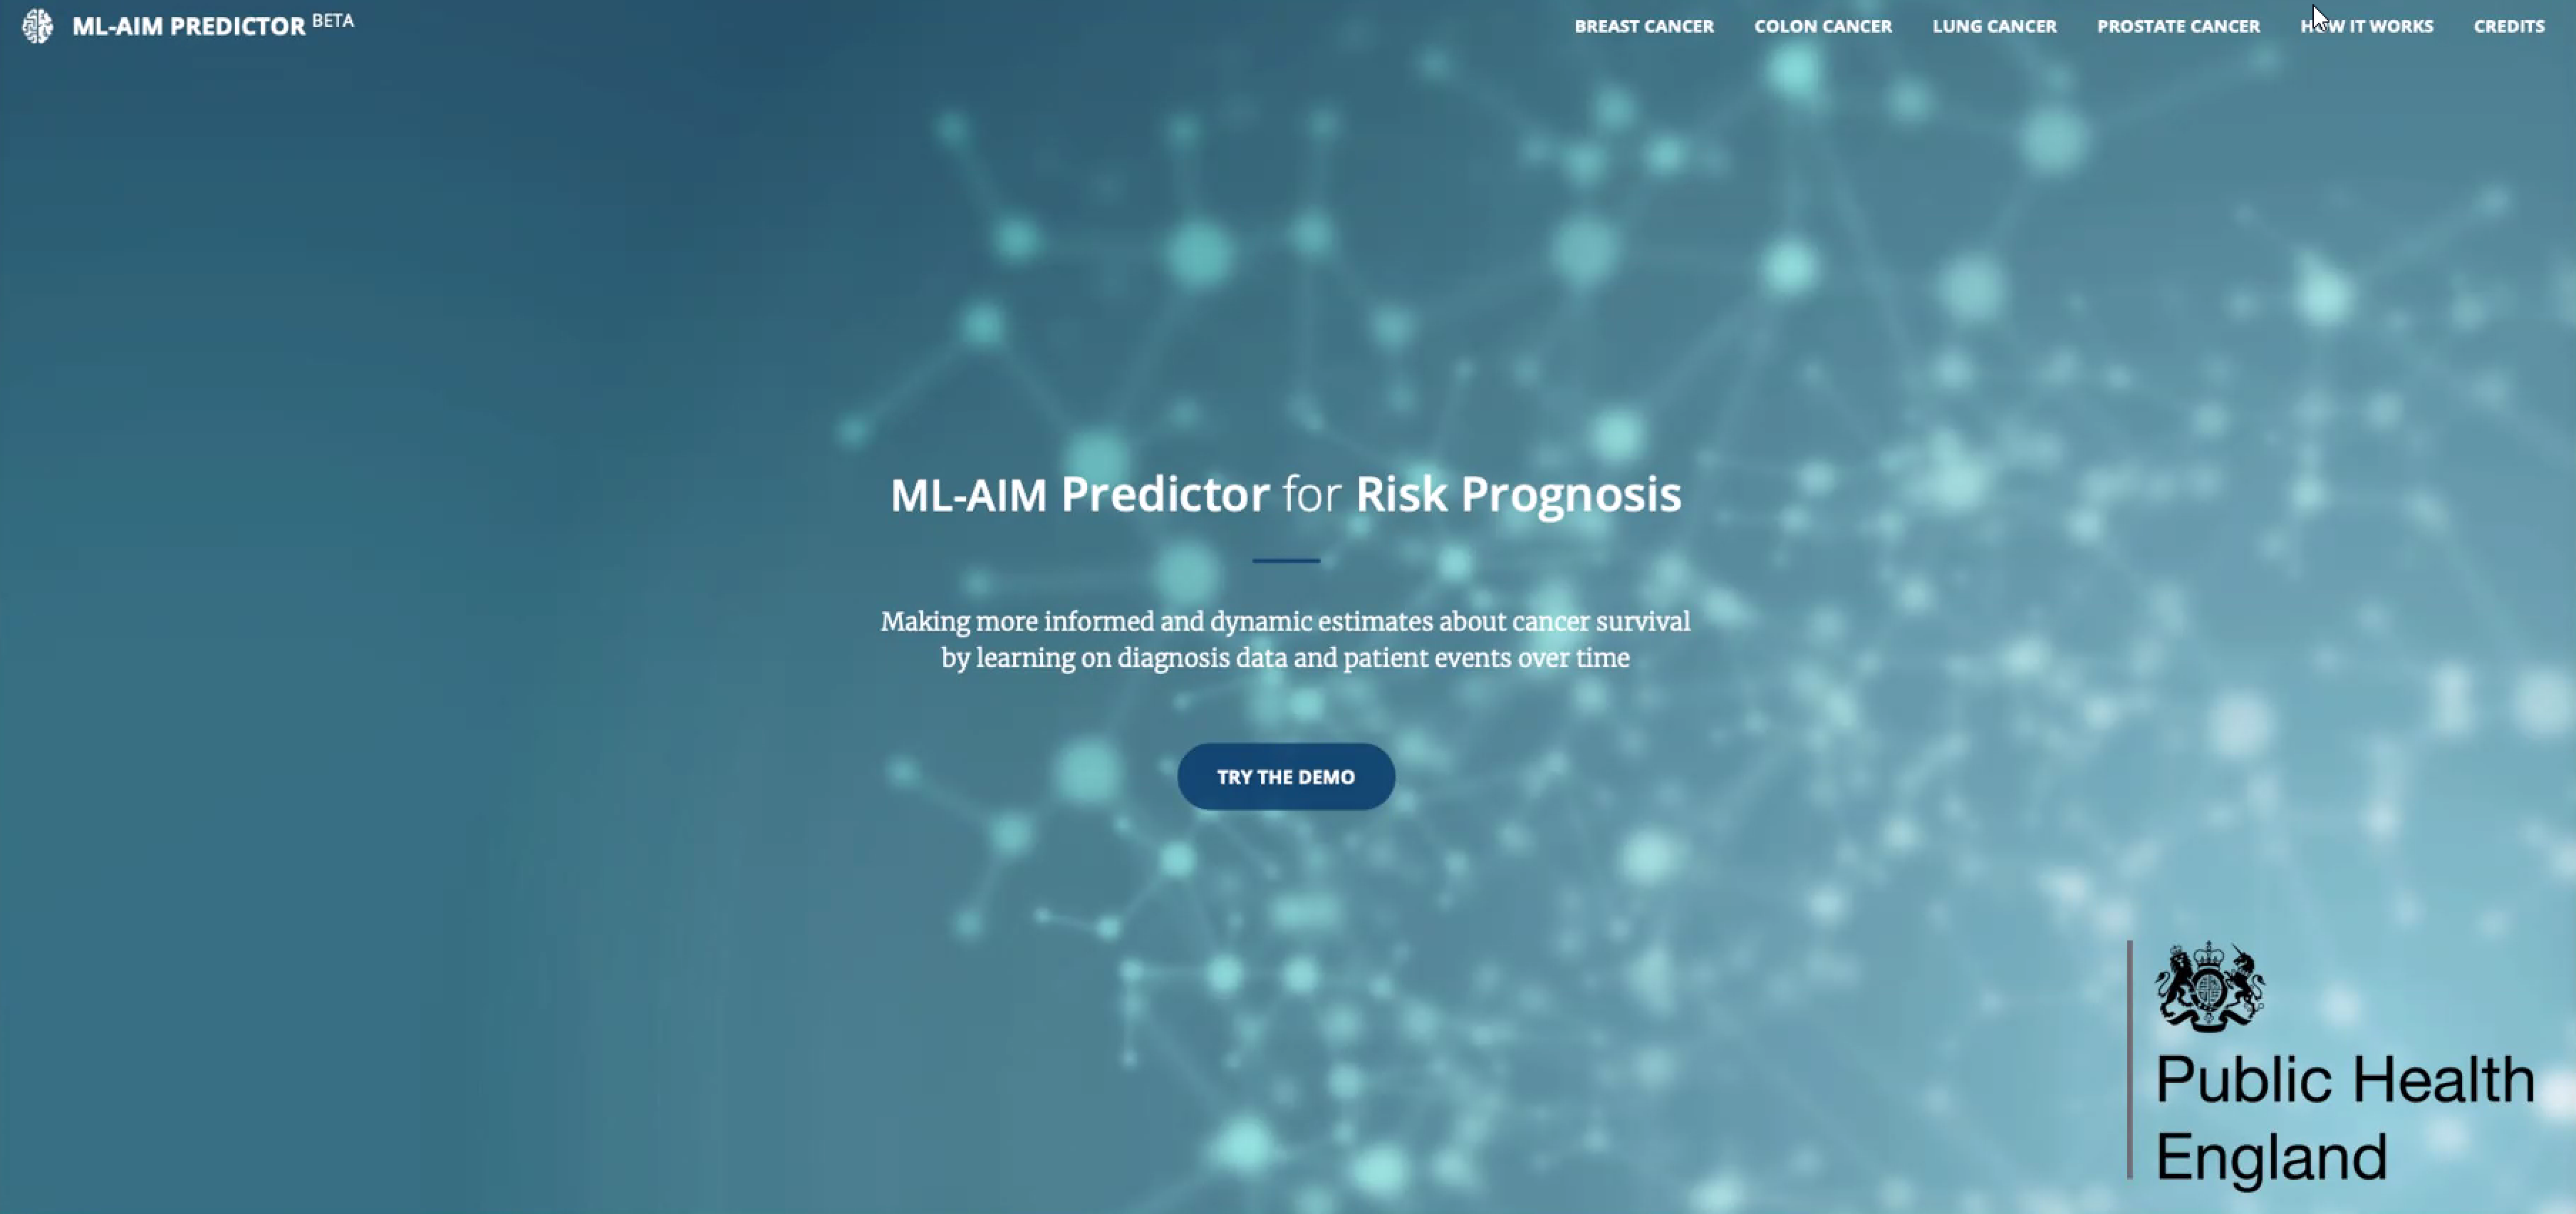 ML-AIM PREDICTOR BETA
BREAST CANCER
COLON CANCER
LUNG CANCER
PROSTATE CANCER
HOW IT WORKS
CREDITS
ML-AIM Predictor for Risk Prognosis
Making more informed and dynamic estimates about cancer survival
by learning on diagnosis data and patient events over time
TRY THE DEMO
Public Health
England